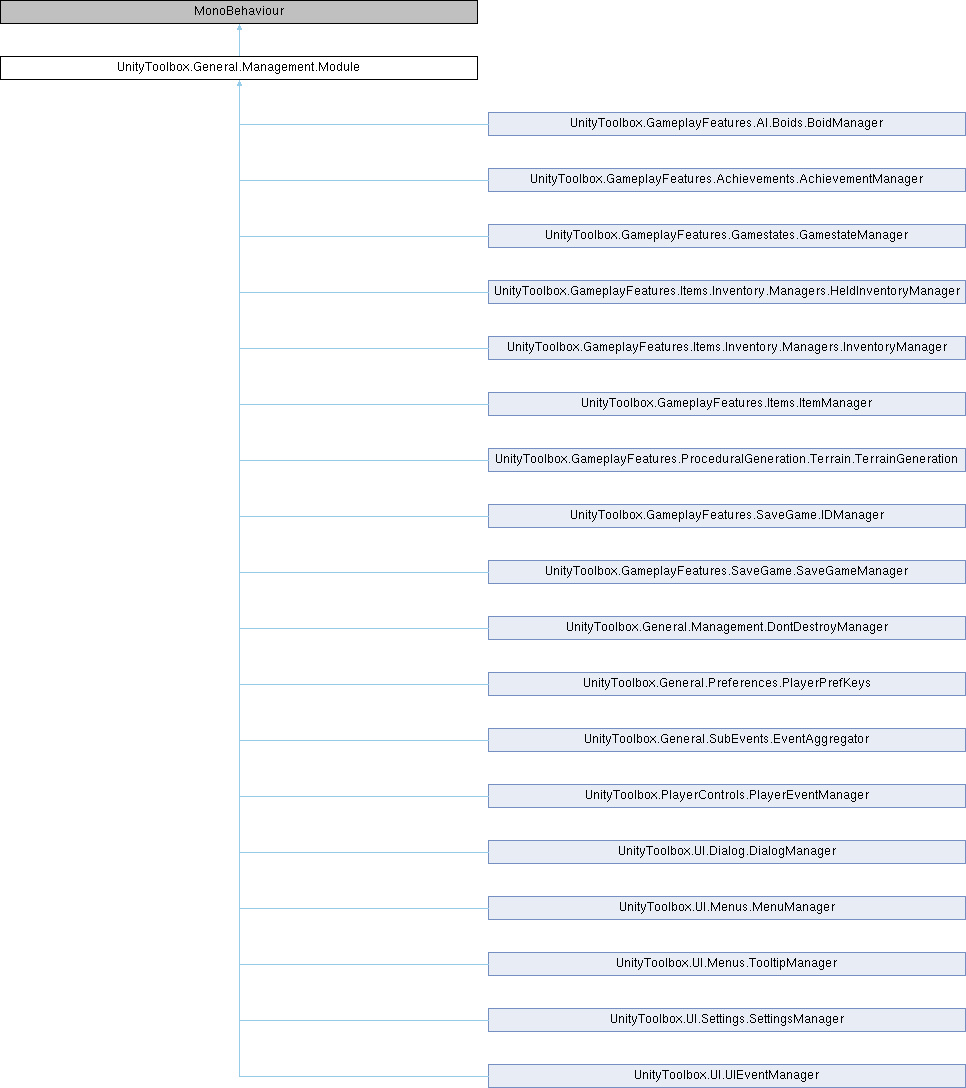 MonoBehaviour
UnityToolbox.General.Management.Module
UnityToolbox.GameplayFeatures.AI.Boids.BoidManager
UnityToolbox.GameplayFeatures.Achievements.AchievementManager
UnityToolbox.GameplayFeatures.Gamestates.GamestateManager
UnityToolbox.GameplayFeatures.Items.Inventory.Managers.HeldInventoryManager
UnityToolbox.GameplayFeatures.Items.Inventory.Managers.InventoryManager
UnityToolbox.GameplayFeatures.Items.ItemManager
UnityToolbox.GameplayFeatures.ProceduralGeneration.Terrain.TerrainGeneration
UnityToolbox.GameplayFeatures.SaveGame.IDManager
UnityToolbox.GameplayFeatures.SaveGame.SaveGameManager
UnityToolbox.General.Management.DontDestroyManager
UnityToolbox.General.Preferences.PlayerPrefKeys
UnityToolbox.General.SubEvents.EventAggregator
UnityToolbox.PlayerControls.PlayerEventManager
UnityToolbox.UI.Dialog.DialogManager
UnityToolbox.UI.Menus.MenuManager
UnityToolbox.UI.Menus.TooltipManager
UnityToolbox.UI.Settings.SettingsManager
UnityToolbox.UI.UIEventManager